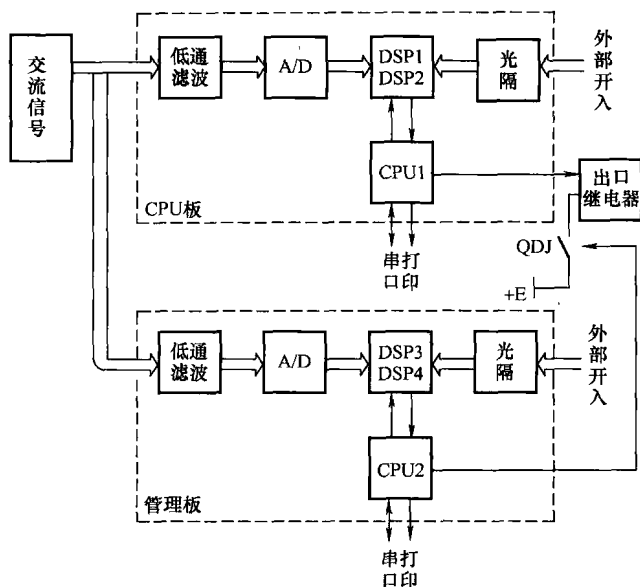 交流信号
低通
滤波
A/D
DSP1
DSP2
光隔
外部开入
CPU1
CPU板
串口
打印
出口
继电器
QDJ
+E
低通
滤波
A/D
DSP3
DSP4
光隔
外部开入
CPU2
管理板
串口
打印